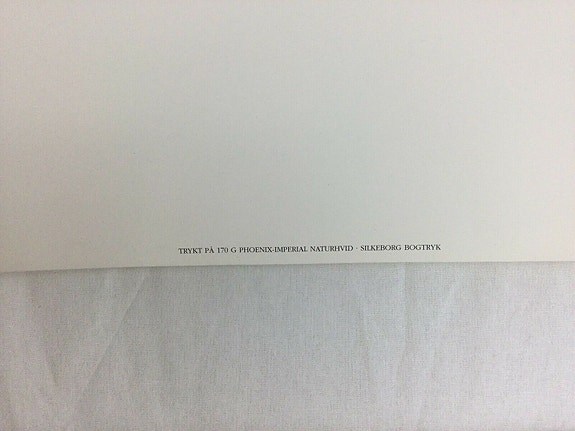 TRYKT PÅ 170 G PHOENIX-IMPERIAL NATURHVID · SILKEBORG BOGTRYK